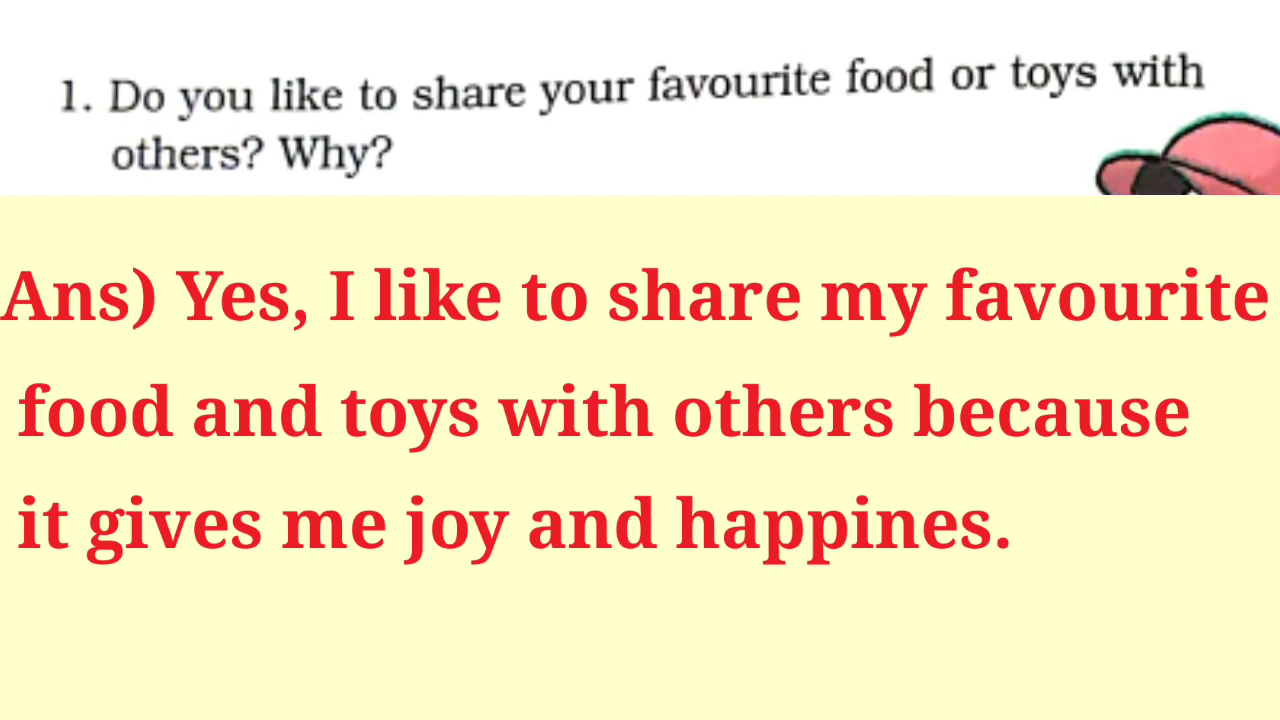 1. Do you like to share your favourite food or toys with
others? Why?
Ans) Yes, I like to share my favourite
food and toys with others because
it gives me joy and happines.